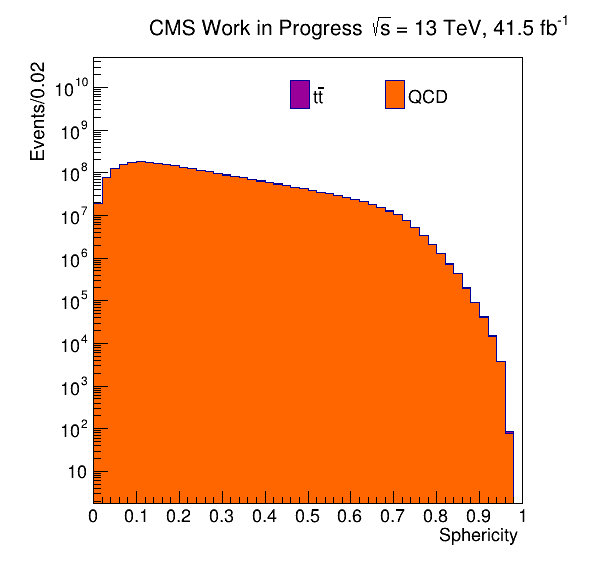 CMS Work in Progress √s = 13 TeV, 41.5 fb⁻¹
Events/0.02
tt̄
QCD
10¹⁰
10⁹
10⁸
10⁷
10⁶
10⁵
10⁴
10³
10²
10
0 0.1 0.2 0.3 0.4 0.5 0.6 0.7 0.8 0.9 1
Sphericity